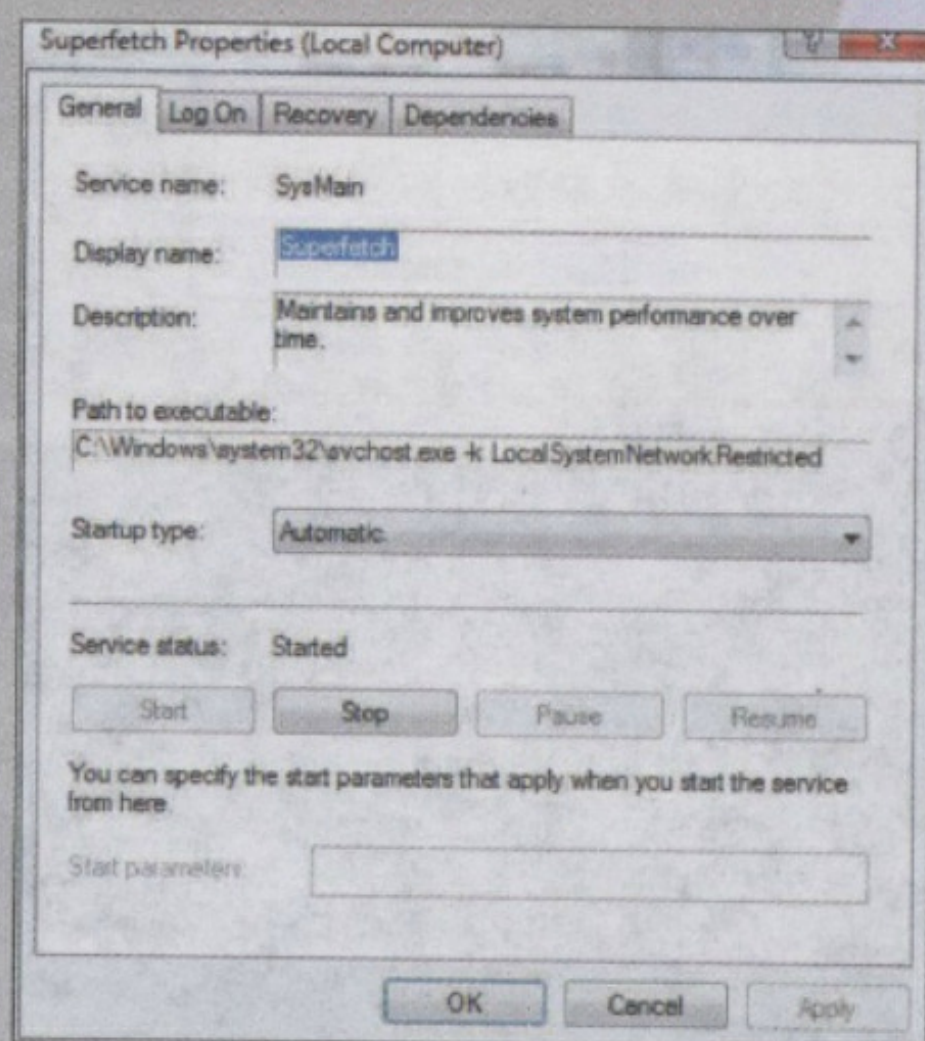 Superfetch Properties (Local Computer)
?
X
General
Log On
Recovery
Dependencies
Service name: SysMain
Display name: Superfetch
Description: Maintains and improves system performance over
time.
Path to executable:
C:\Windows\system32\svchost.exe -k LocalSystemNetworkRestricted
Startup type: Automatic
Service status: Started
Start
Stop
Pause
Resume
You can specify the start parameters that apply when you start the service
from here.
Start parameters:
OK
Cancel
Apply